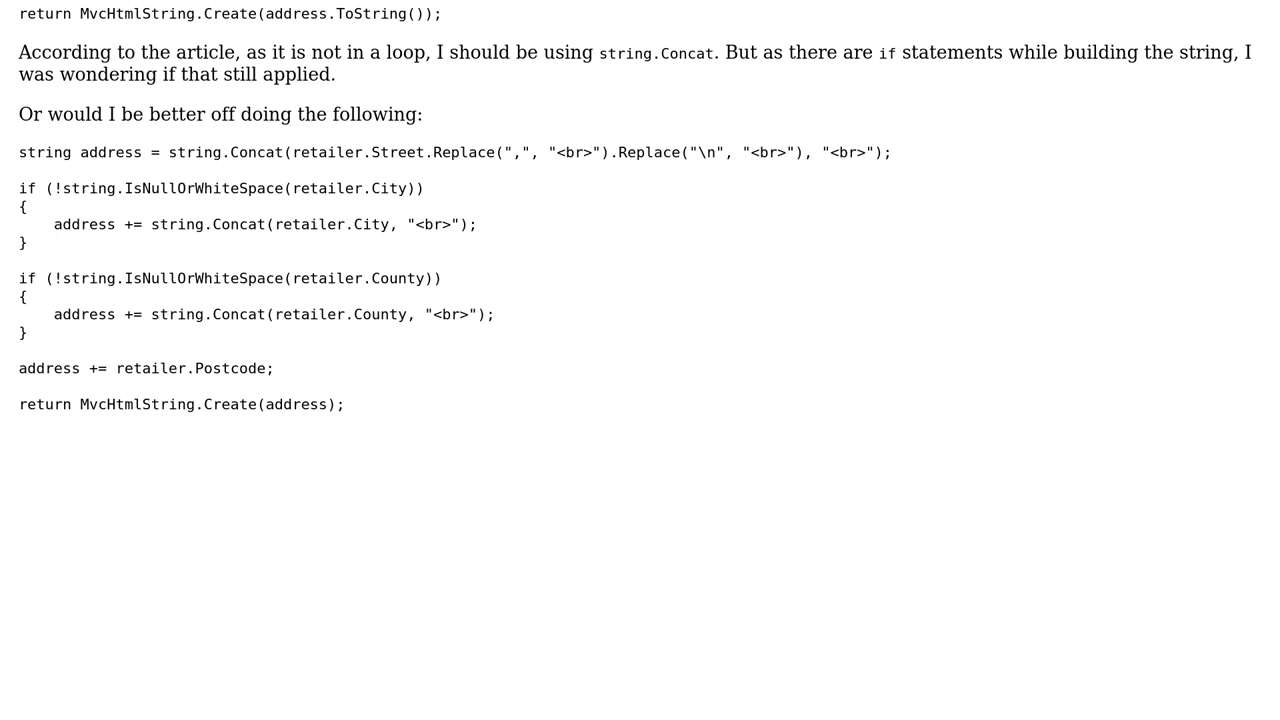 return MvcHtmlString.Create(address.ToString());
According to the article, as it is not in a loop, I should be using string.Concat. But as there are if statements while building the string, I
was wondering if that still applied.
Or would I be better off doing the following:
string address = string.Concat(retailer.Street.Replace(",", "<br>").Replace("\n", "<br>"), "<br>");
if (!string.IsNullOrWhiteSpace(retailer.City))
{
    address += string.Concat(retailer.City, "<br>");
}
if (!string.IsNullOrWhiteSpace(retailer.County))
{
    address += string.Concat(retailer.County, "<br>");
}
address += retailer.Postcode;
return MvcHtmlString.Create(address);